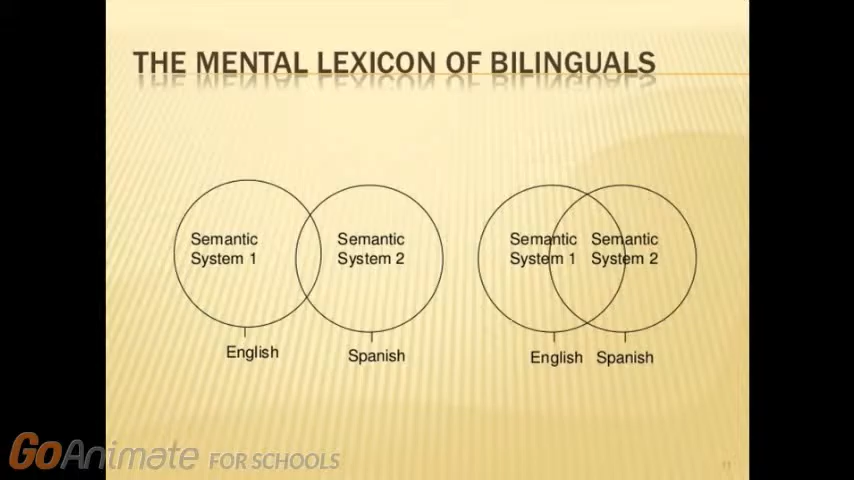 THE MENTAL LEXICON OF BILINGUALS
Semantic
System 1
Semantic
System 2
English
Spanish
Semantic
System 1
Semantic
System 2
English
Spanish
11
GoAnimate FOR SCHOOLS